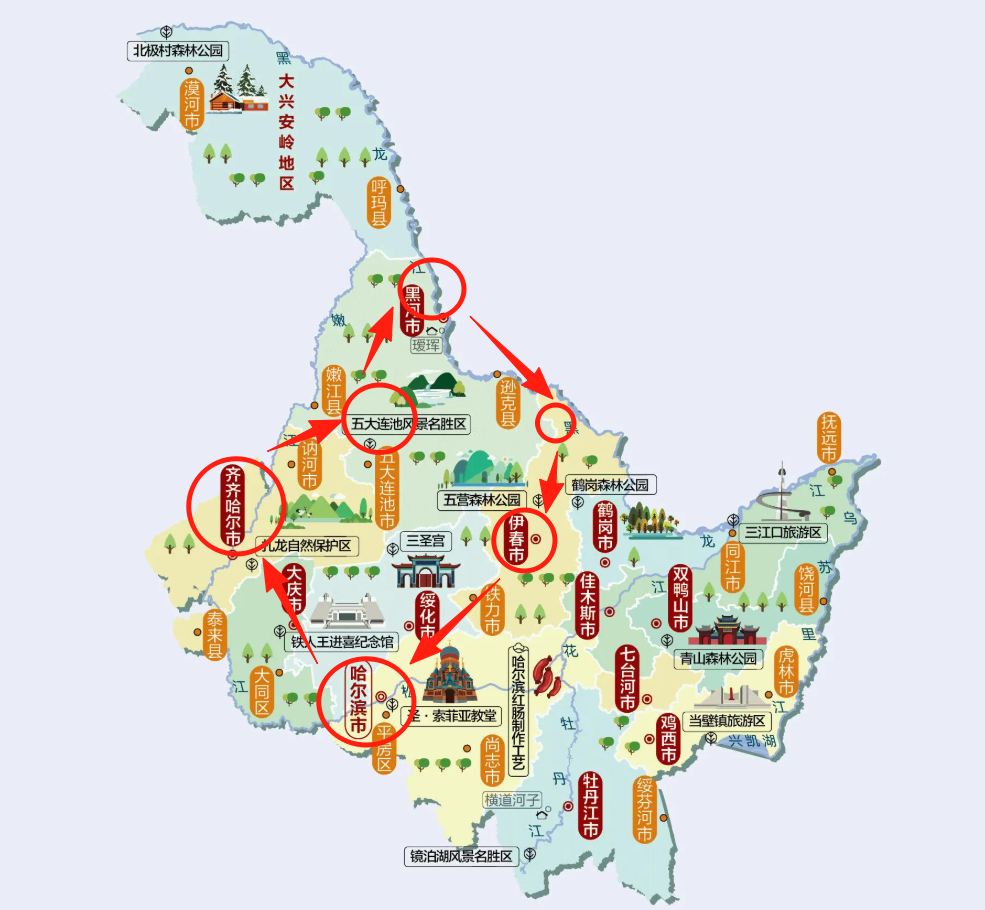 北极村森林公园
漠河市
大兴安岭地区
黑
龙
呼玛县
江
黑河市
瑷珲
嫩
嫩江县
逊克县
五大连池风景名胜区
黑
抚远市
江
讷河市
五大连池市
齐齐哈尔市
五营森林公园
鹤岗森林公园
鹤岗市
伊春市
江
乌
三江口旅游区
龙
同江市
苏
扎龙自然保护区
三圣宫
大庆市
绥化市
铁力市
佳木斯市
江
双鸭山市
饶河县
里
泰来县
铁人王进喜纪念馆
青山森林公园
花
七台河市
虎林市
大同区
江
哈尔滨市
松
圣·索菲亚教堂
哈尔滨红肠制作工艺
江
当壁镇旅游区
鸡西市
兴凯湖
牡
平房区
尚志市
丹
横道河子
牡丹江市
绥芬河市
江
镜泊湖风景名胜区